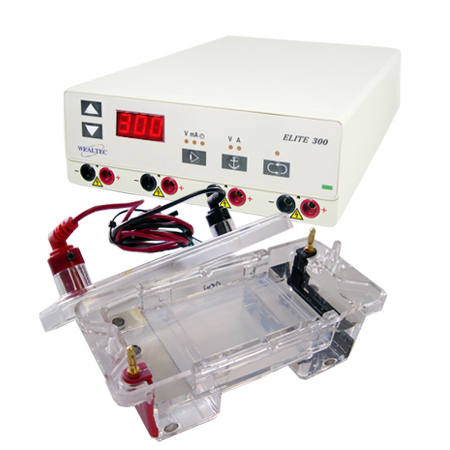 300
V mA
V A
ELITE 300
WEALTEC
- + - + - + - +